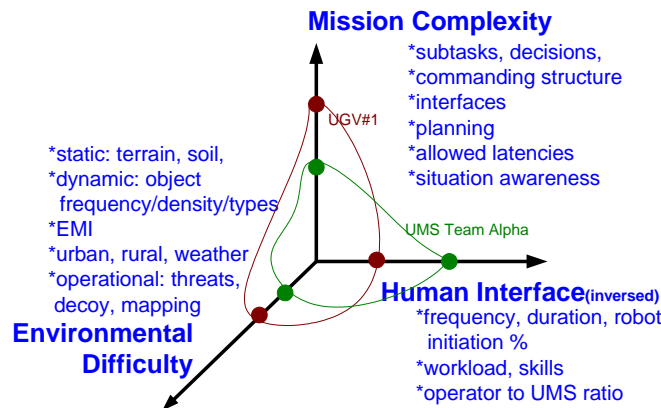 Mission Complexity
*subtasks, decisions,
*commanding structure
*interfaces
*planning
*allowed latencies
*situation awareness
UGV#1
*static: terrain, soil,
*dynamic: object
frequency/density/types
*EMI
*urban, rural, weather
*operational: threats,
decoy, mapping
Environmental
Difficulty
UMS Team Alpha
Human Interface(inversed)
*frequency, duration, robot
initiation %
*workload, skills
*operator to UMS ratio